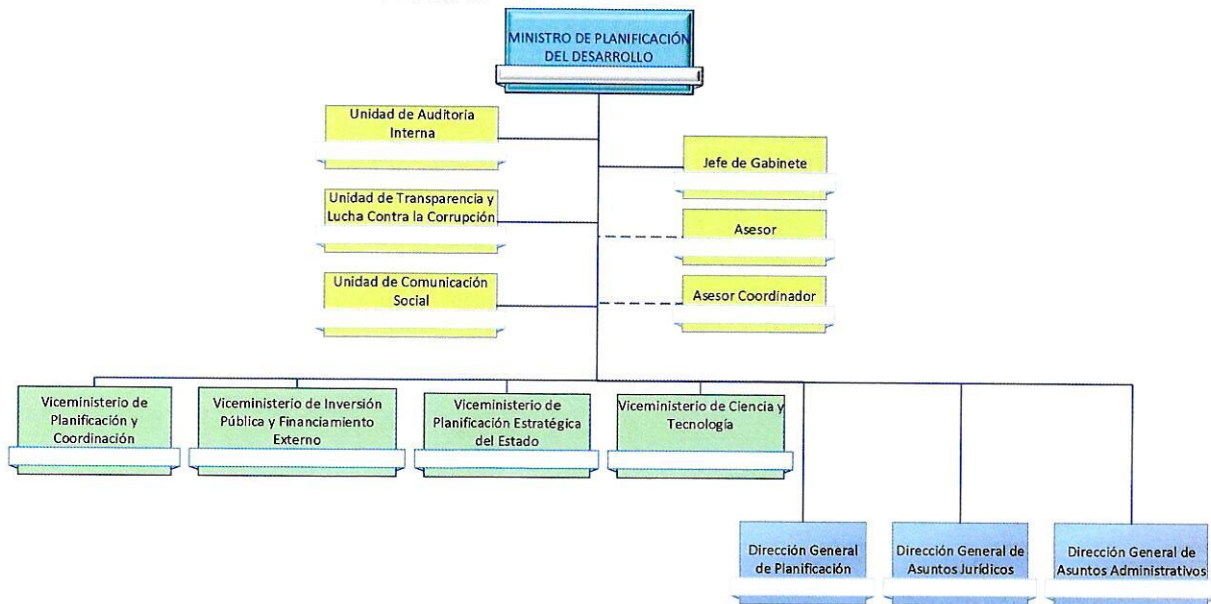 MINISTRO DE PLANIFICACIÓN
DEL DESARROLLO
Unidad de Auditoria
Interna
Jefe de Gabinete
Unidad de Transparencia y
Lucha Contra la Corrupción
Asesor
Unidad de Comunicación
Social
Asesor Coordinador
Viceministerio de
Planificación y
Coordinación
Viceministerio de Inversión
Pública y Financiamiento
Externo
Viceministerio de
Planificación Estratégica
del Estado
Viceministerio de Ciencia y
Tecnología
Dirección General
de Planificación
Dirección General de
Asuntos Jurídicos
Dirección General de
Asuntos Administrativos